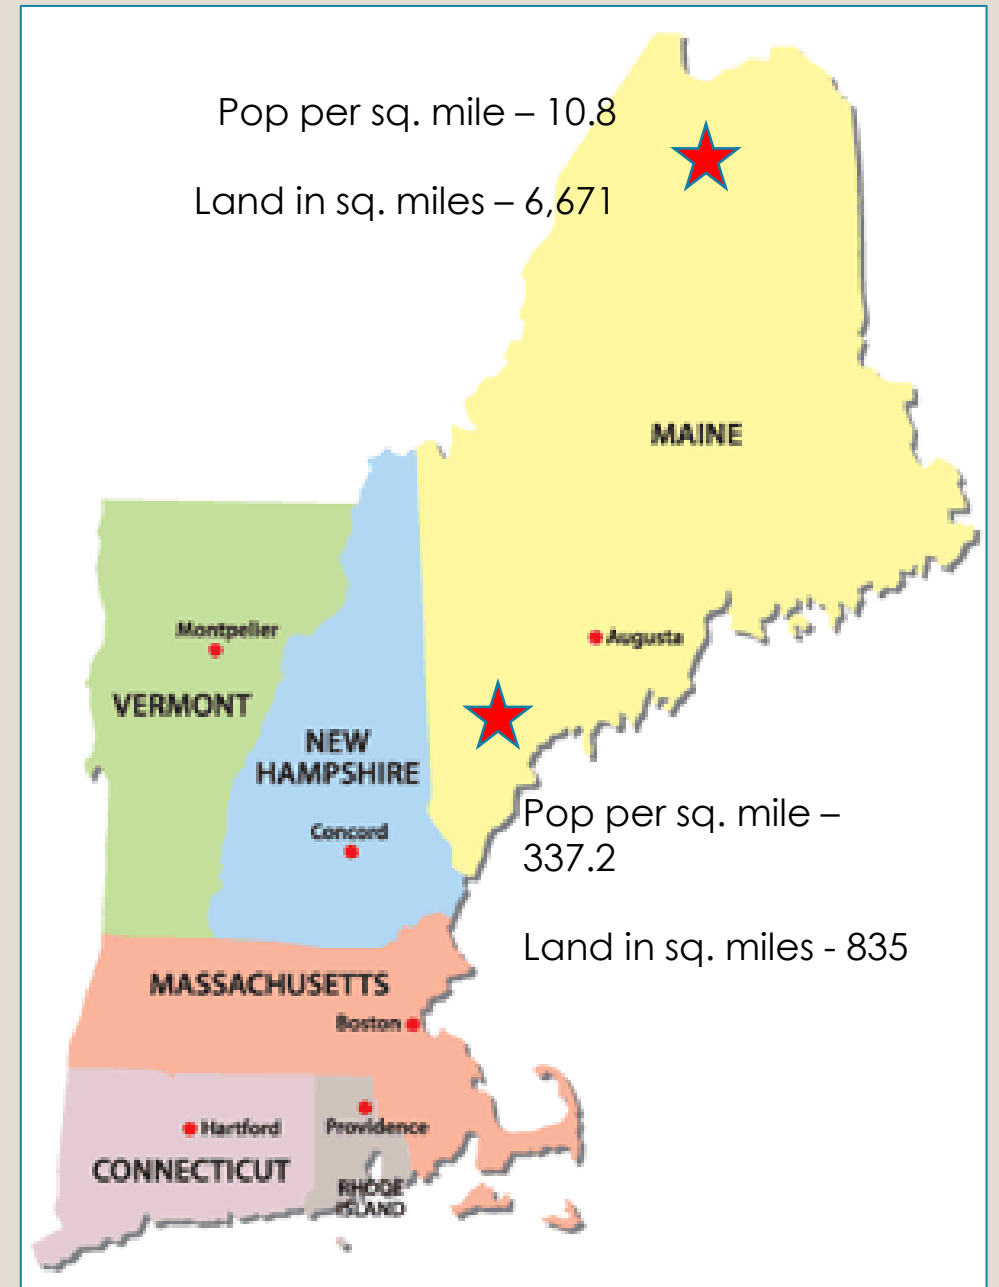 Pop per sq. mile – 10.8
Land in sq. miles – 6,671
MAINE
Montpelier
Augusta
VERMONT
NEW
HAMPSHIRE
Concord
Pop per sq. mile –
337.2
Land in sq. miles - 835
MASSACHUSETTS
Boston
Hartford
Providence
CONNECTICUT
RHODE
ISLAND